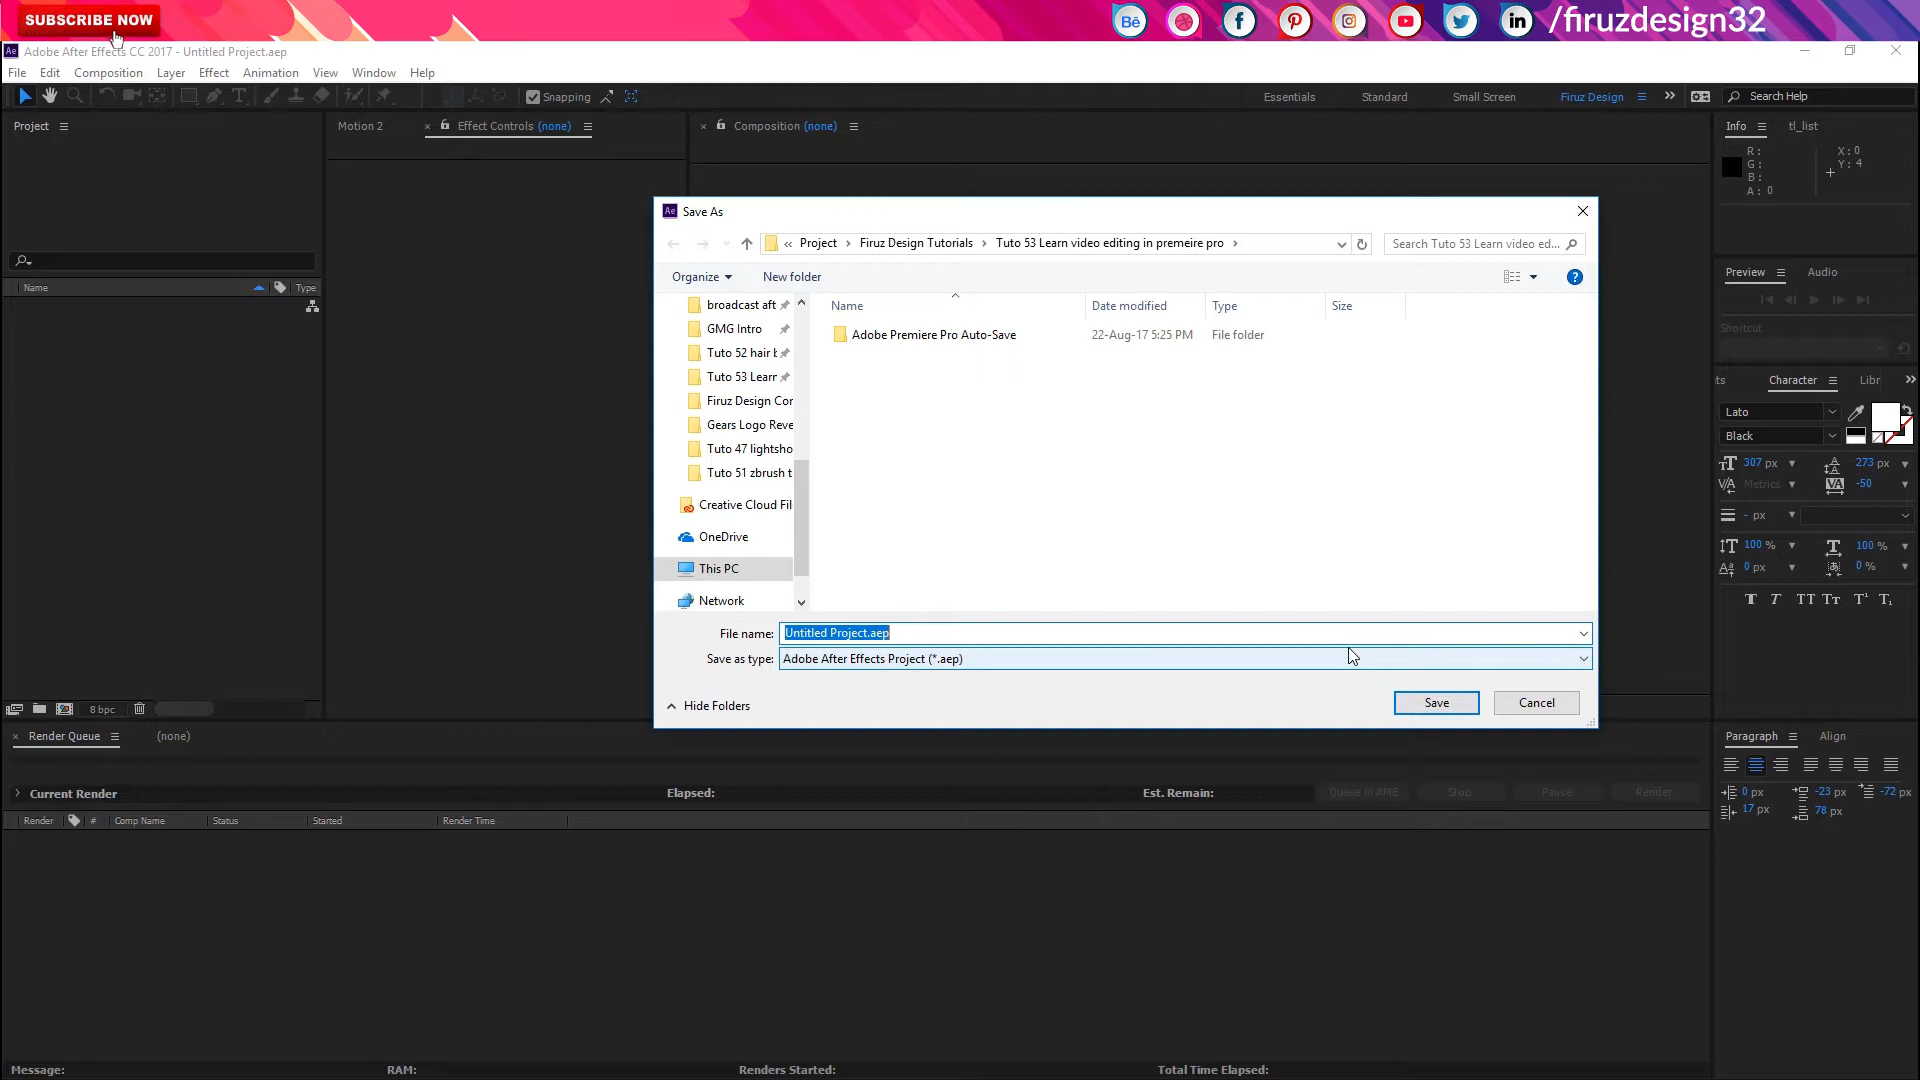 SUBSCRIBE NOW
Bē /firuzdesign32
Ae Adobe After Effects CC 2017 - Untitled Project.aep
File Edit Composition Layer Effect Animation View Window Help
Snapping Essentials Standard Small Screen Firuz Design Search Help
Project Motion 2 Effect Controls (none) Composition (none) Info tl_list
R: X: 0
G: Y: 4
B:
A: 0
Ae Save As
« Project Firuz Design Tutorials Tuto 53 Learn video editing in premeire pro Search Tuto 53 Learn video ed...
Organize New folder
Preview Audio
Name Type
Name Date modified Type Size
broadcast aft
GMG Intro
Adobe Premiere Pro Auto-Save 22-Aug-17 5:25 PM File folder
Shortcut
Tuto 52 hair b
Tuto 53 Learn
ts Character Libr
Firuz Design Cor
Lato
Gears Logo Reve
Black
Tuto 47 lightsho
307 px 273 px
Tuto 51 zbrush t
Metrics -50
Creative Cloud Fil
- px
OneDrive
100 % 100 %
This PC
0 px 0 %
Network
T T TT Tt T¹ T₁
File name: Untitled Project.aep
Save as type: Adobe After Effects Project (*.aep)
Hide Folders Save Cancel
8 bpc
Render Queue (none) Paragraph Align
Current Render Elapsed: Est. Remain: Queue in AME Stop Pause Render
0 px -23 px -72 px
17 px 78 px
Render # Comp Name Status Started Render Time
Message: RAM: Renders Started: Total Time Elapsed: